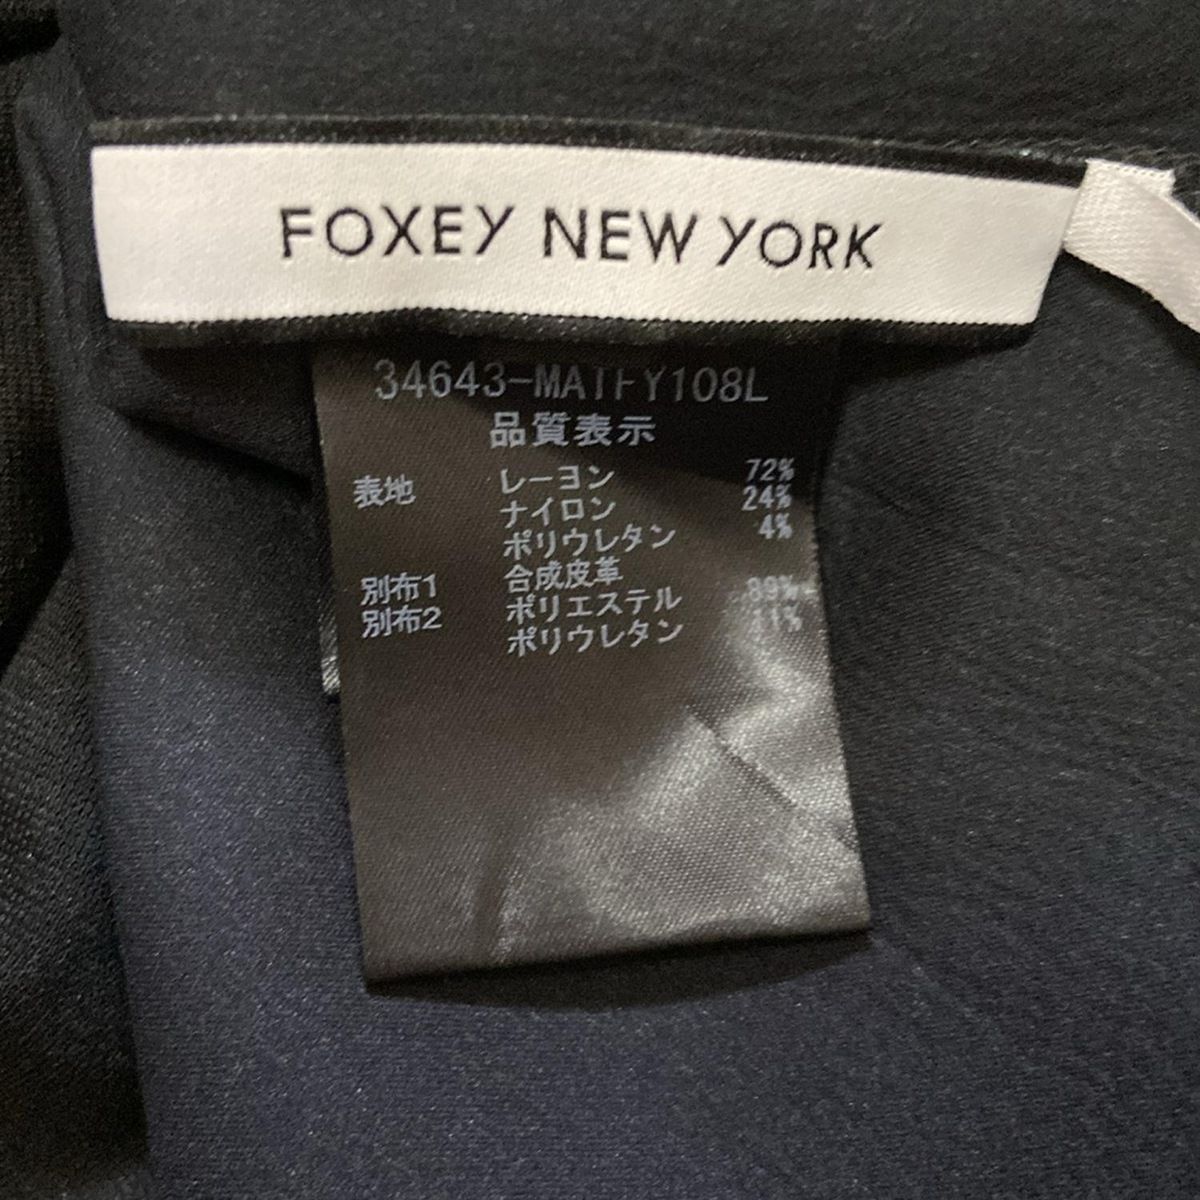 FOXEY NEW YORK
34643-MATFY108L
品質表示
表地 レーヨン 72%
ナイロン 24%
ポリウレタン 4%
別布1 合成皮革
別布2 ポリエステル 89%
ポリウレタン 11%